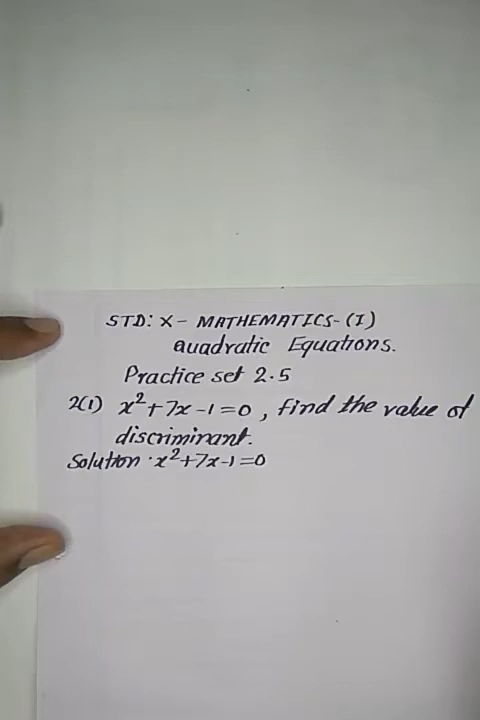 STD: X - MATHEMATICS-(I)
Quadratic Equations.
Practice set 2.5
2(1) x²+7x-1=0, find the value of
discriminant.
Solution · x²+7x-1=0